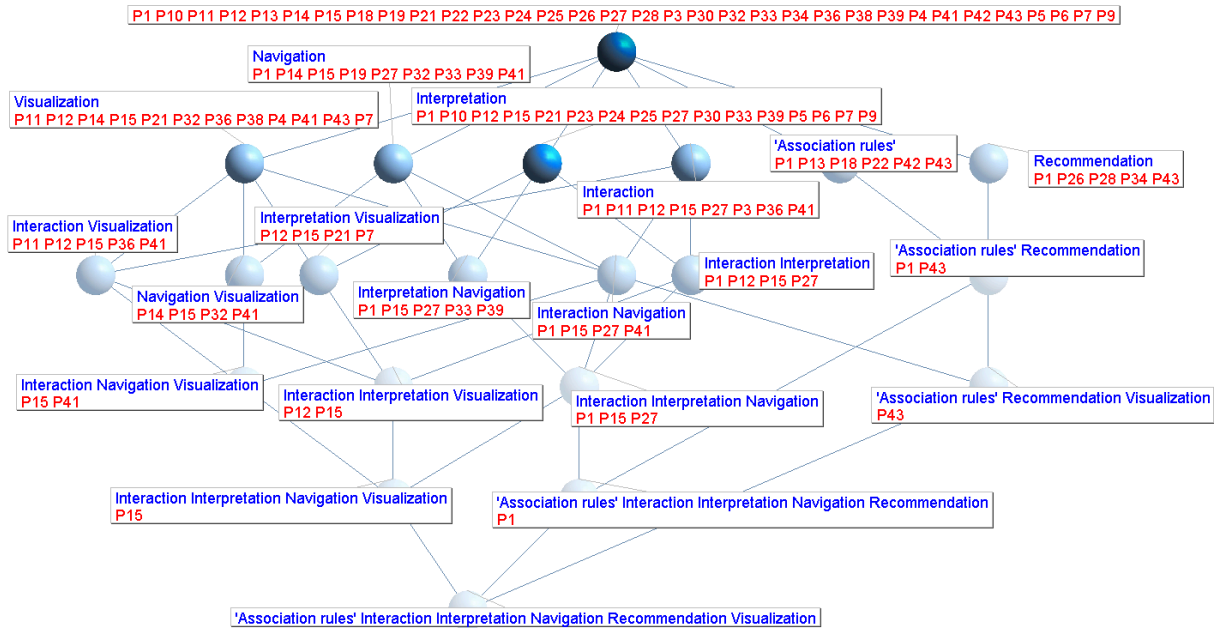 P1 P10 P11 P12 P13 P14 P15 P18 P19 P21 P22 P23 P24 P25 P26 P27 P28 P3 P30 P32 P33 P34 P36 P38 P39 P4 P41 P42 P43 P5 P6 P7 P9
Navigation
P1 P14 P15 P19 P27 P32 P33 P39 P41
Visualization
P11 P12 P14 P15 P21 P32 P36 P38 P4 P41 P43 P7
Interpretation
P1 P10 P12 P15 P21 P23 P24 P25 P27 P30 P33 P39 P5 P6 P7 P9
'Association rules'
P1 P13 P18 P22 P42 P43
Recommendation
P1 P26 P28 P34 P43
Interaction
P1 P11 P12 P15 P27 P3 P36 P41
Interpretation Visualization
P12 P15 P21 P7
Interaction Visualization
P11 P12 P15 P36 P41
'Association rules' Recommendation
P1 P43
Interaction Interpretation
P1 P12 P15 P27
Navigation Visualization
P14 P15 P32 P41
Interpretation Navigation
P1 P15 P27 P33 P39
Interaction Navigation
P1 P15 P27 P41
Interaction Navigation Visualization
P15 P41
Interaction Interpretation Visualization
P12 P15
Interaction Interpretation Navigation
P1 P15 P27
'Association rules' Recommendation Visualization
P43
Interaction Interpretation Navigation Visualization
P15
'Association rules' Interaction Interpretation Navigation Recommendation
P1
'Association rules' Interaction Interpretation Navigation Recommendation Visualization